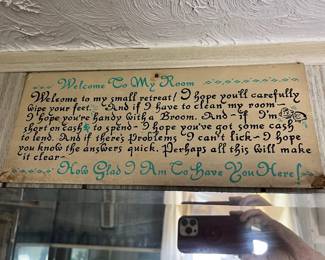 Welcome To My Room
Welcome to my small retreat! I hope you'll carefully
wipe your feet.. And if I have to clean my room-
I hope you're handy with a Broom. And- if I'm
short on cash to spend- I hope you've got some cash
to lend. And if there's problems I can't lick- I hope
you know the answers quick. Perhaps all this will make
it clear-
How Glad I Am To Have You Here!